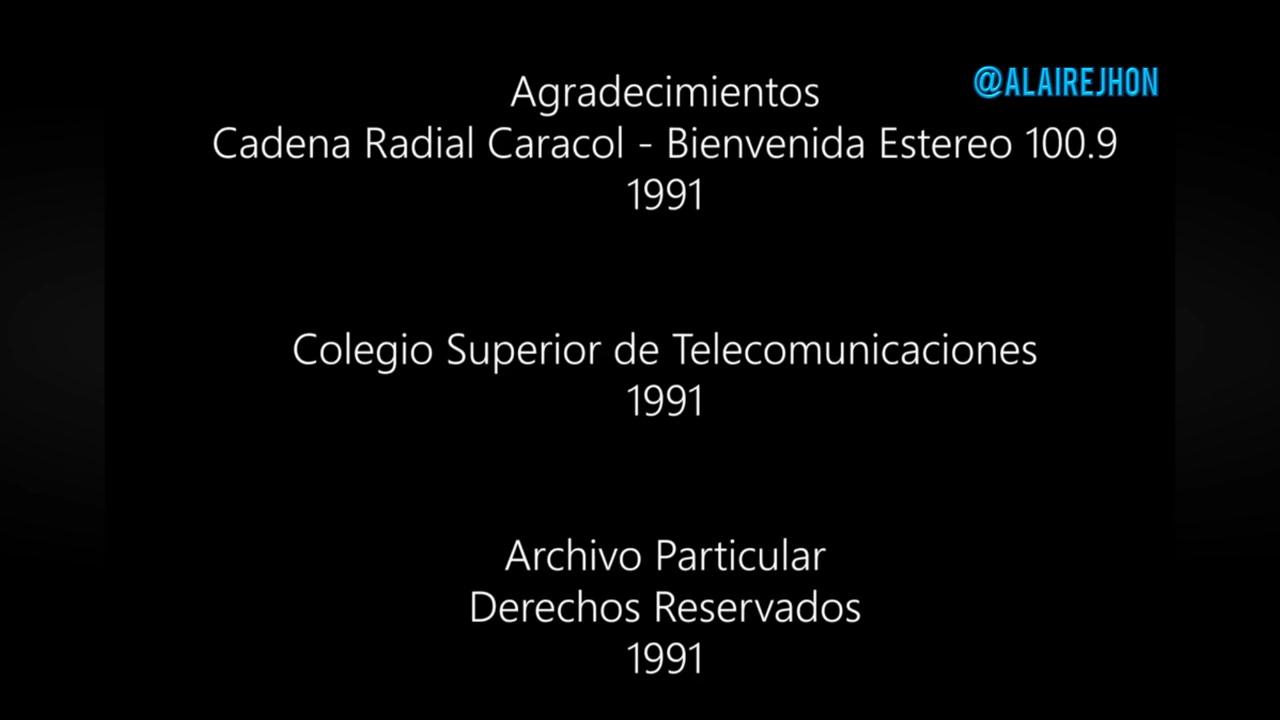 @ALAIREJHON
Agradecimientos
Cadena Radial Caracol - Bienvenida Estereo 100.9
1991
Colegio Superior de Telecomunicaciones
1991
Archivo Particular
Derechos Reservados
1991